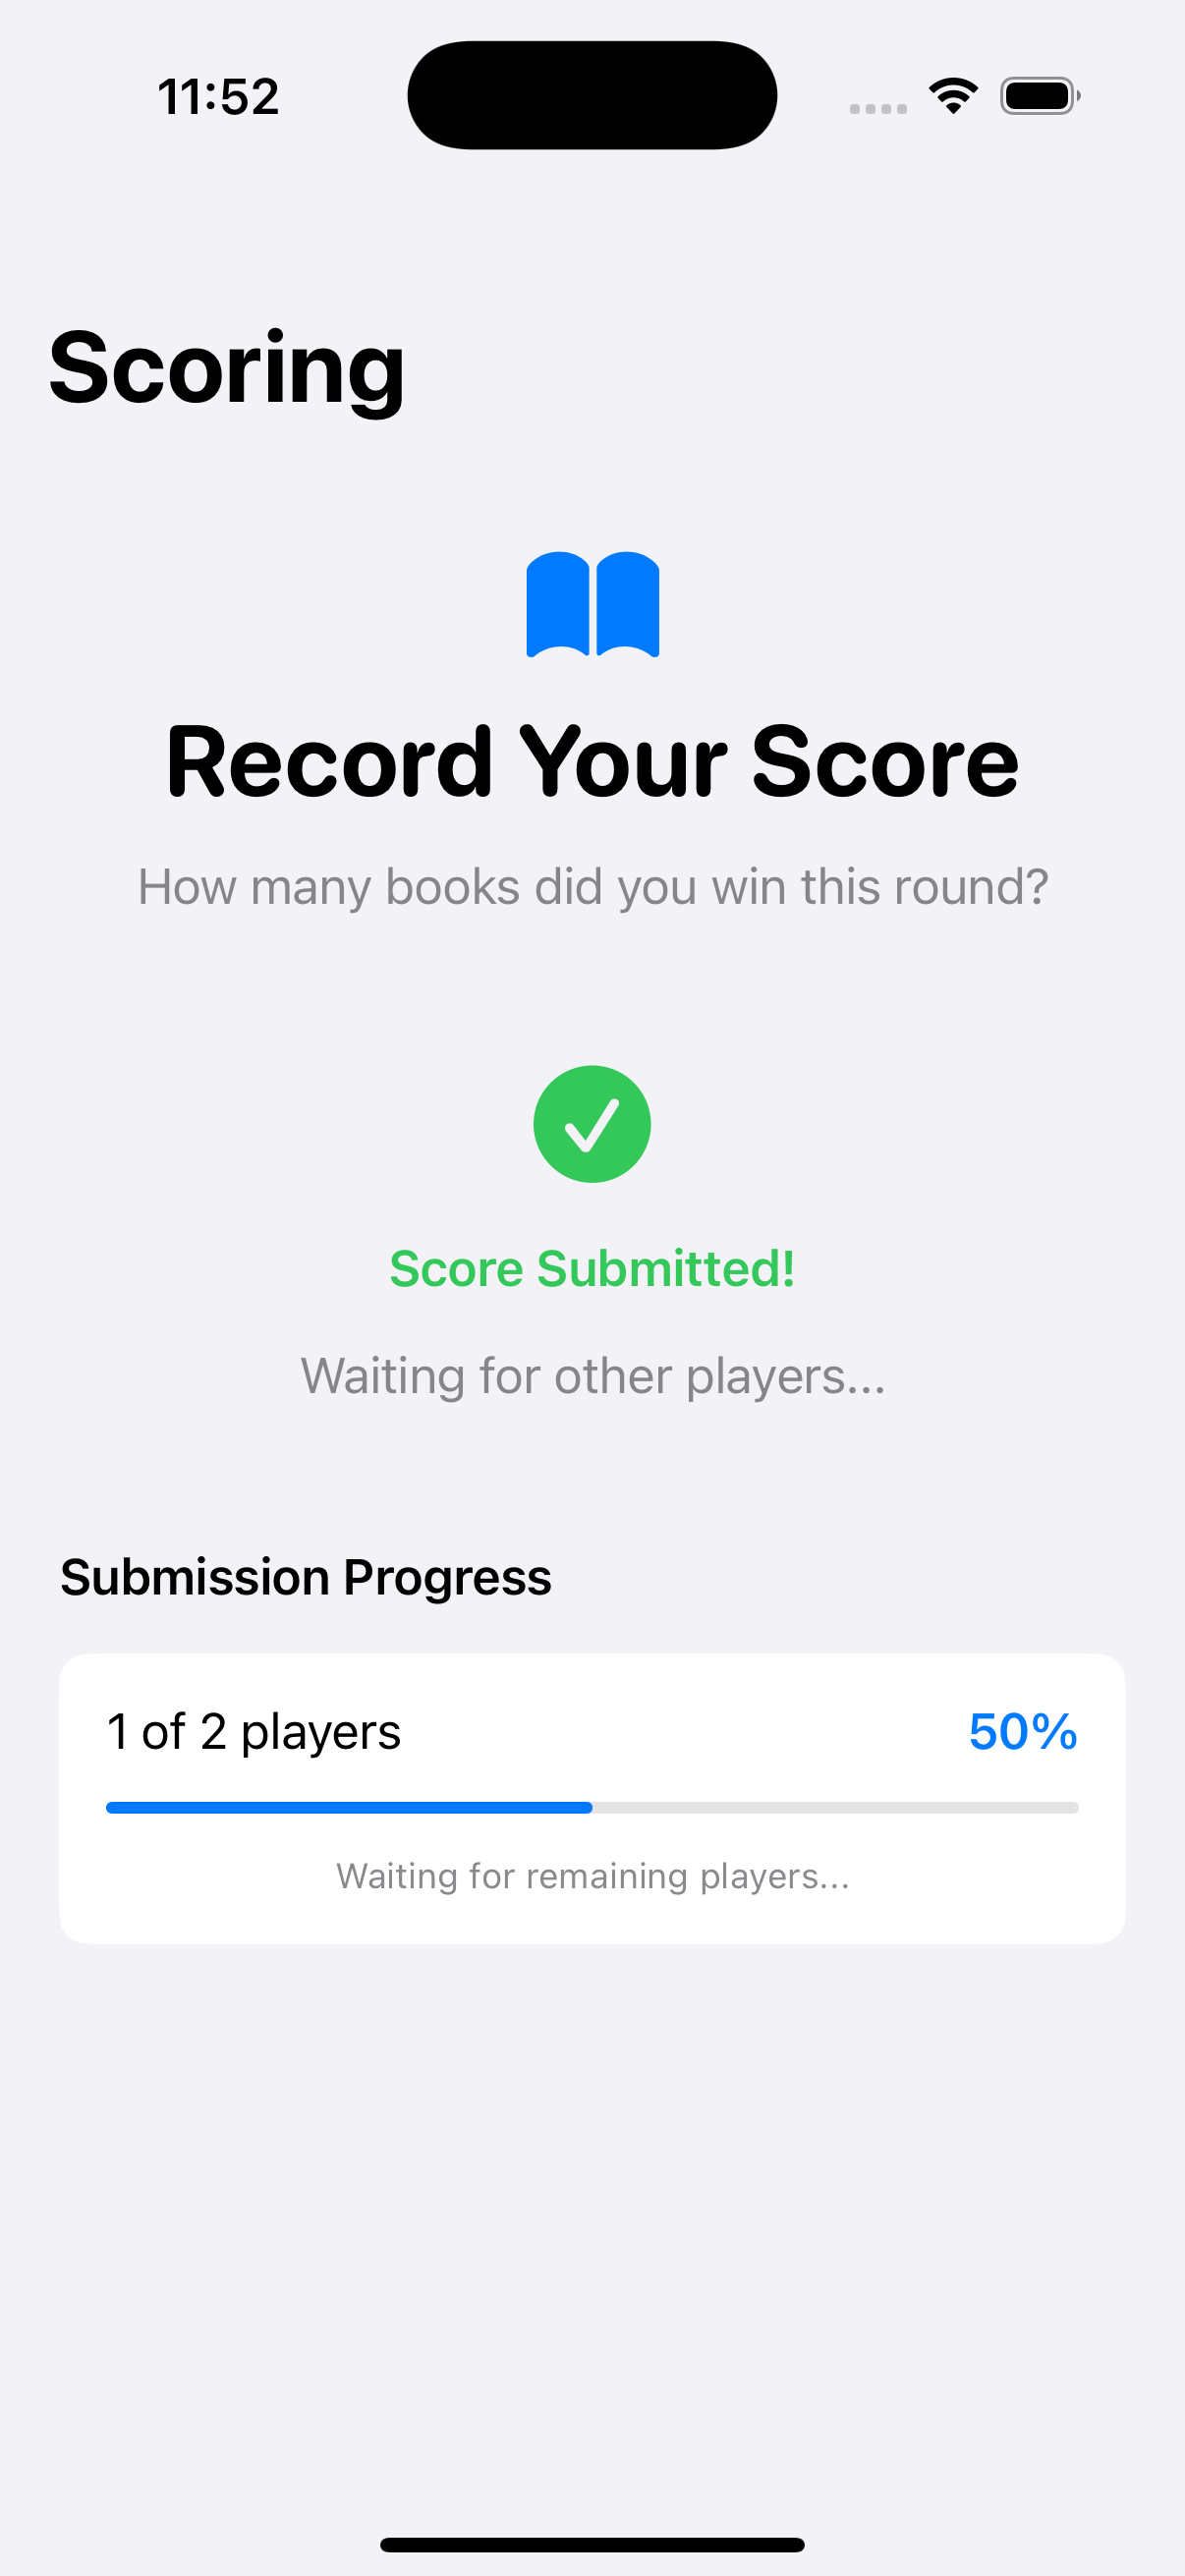 11:52
Scoring
Record Your Score
How many books did you win this round?
Score Submitted!
Waiting for other players...
Submission Progress
1 of 2 players
50%
Waiting for remaining players...